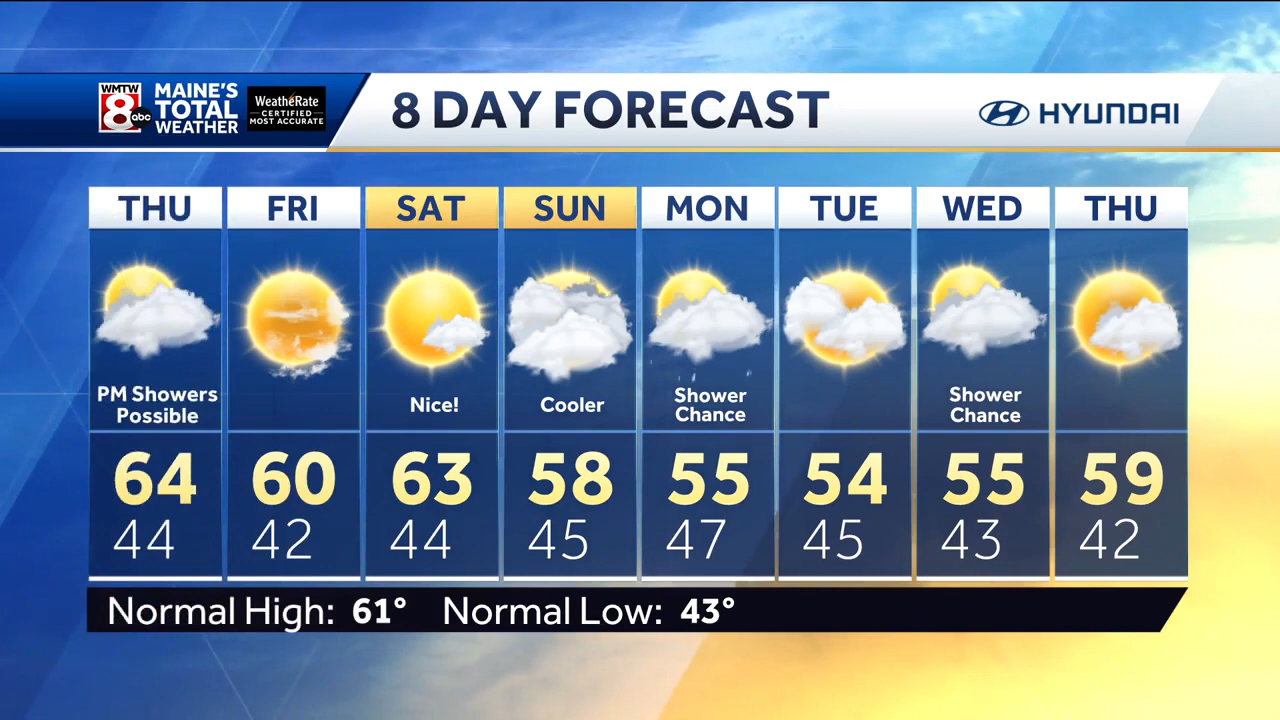 WMTW
8
abc
MAINE'S
TOTAL
WEATHER
WeatheRate
CERTIFIED
MOST ACCURATE
8 DAY FORECAST
HYUNDAI
THU FRI SAT SUN MON TUE WED THU
PM Showers
Possible
Nice!
Cooler
Shower
Chance
Shower
Chance
64 60 63 58 55 54 55 59
44 42 44 45 47 45 43 42
Normal High: 61° Normal Low: 43°